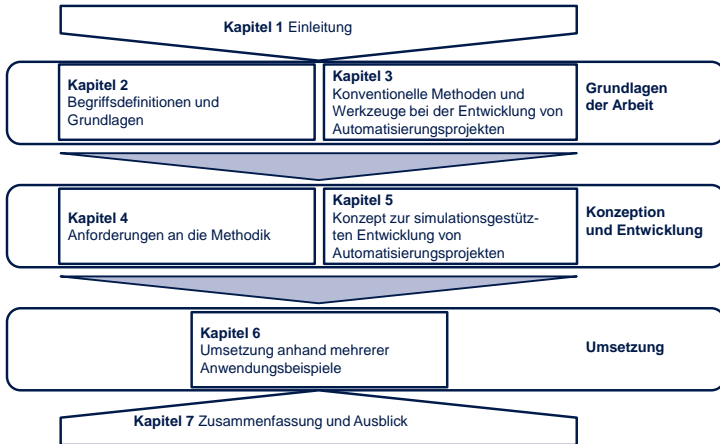 Kapitel 1 Einleitung
Kapitel 2
Begriffsdefinitionen und
Grundlagen
Kapitel 3
Konventionelle Methoden und
Werkzeuge bei der Entwicklung von
Automatisierungsprojekten
Grundlagen
der Arbeit
Kapitel 4
Anforderungen an die Methodik
Kapitel 5
Konzept zur simulationsgestütz-
ten Entwicklung von
Automatisierungsprojekten
Konzeption
und Entwicklung
Kapitel 6
Umsetzung anhand mehrerer
Anwendungsbeispiele
Umsetzung
Kapitel 7 Zusammenfassung und Ausblick